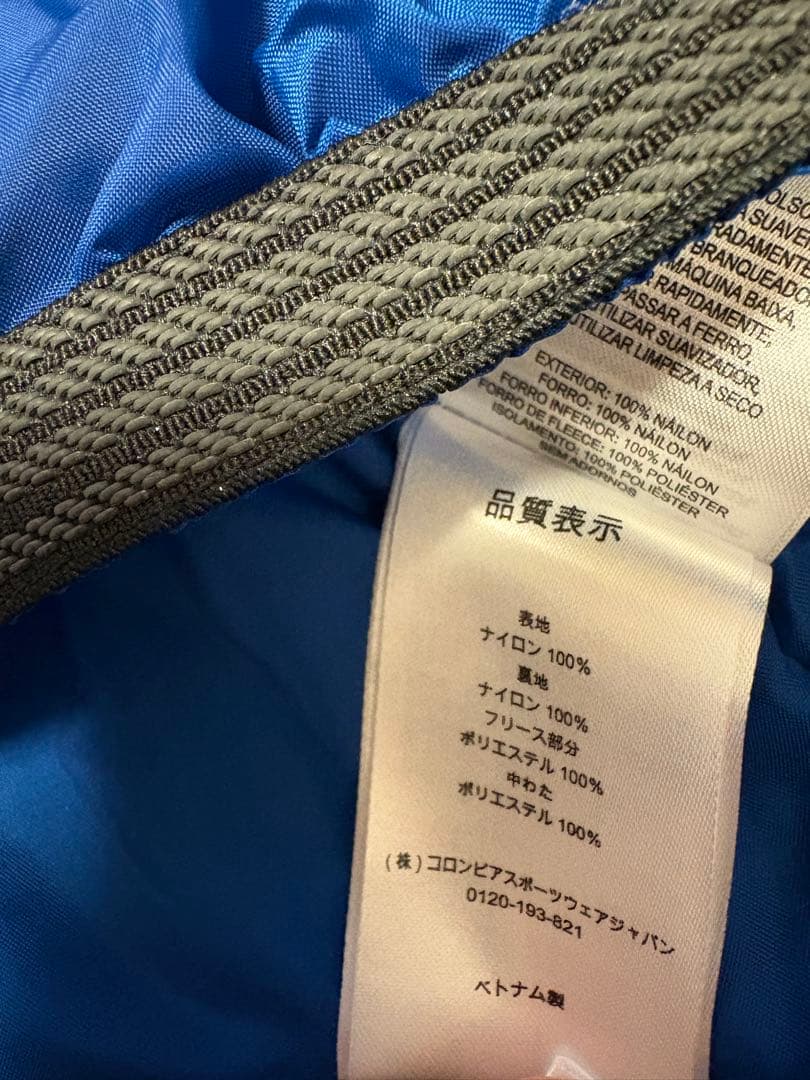 A SUAVE
RADAMENTE
BRANQUEADO
MÁQUINA BAIXA,
RAPIDAMENTE.
PASSAR A FERRO,
UTILIZAR SUAVIZADOR.
UTILIZAR LIMPEZA A SECO
EXTERIOR: 100% NÁILON
FORRO: 100% NÁILON
FORRO INFERIOR: 100% NÁILON
FORRO DE FLEECE: 100% POLIÉSTER
ISOLAMENTO: 100% POLIÉSTER
SEM ADORNOS
品質表示
表地
ナイロン 100%
裏地
ナイロン 100%
フリース部分
ポリエステル 100%
中わた
ポリエステル 100%
(株)コロンビアスポーツウェアジャパン
0120-193-821
ベトナム製